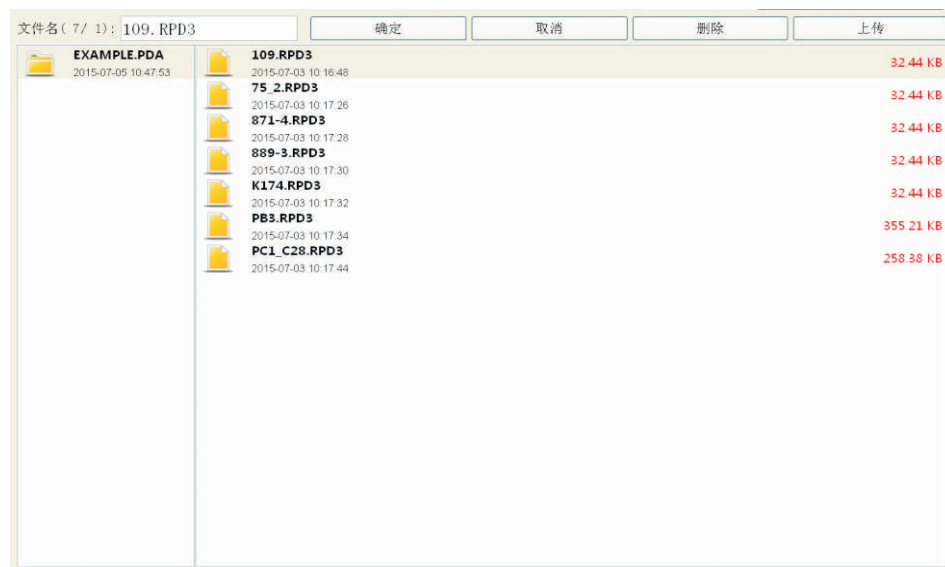 文件名( 7/ 1): 109. RPD3 确定 取消 删除 上传
EXAMPLE.PDA
2015-07-05 10:47:53
109.RPD3
2015-07-03 10:16:48
32.44 KB
75_2.RPD3
2015-07-03 10:17:26
32.44 KB
871-4.RPD3
2015-07-03 10:17:28
32.44 KB
889-3.RPD3
2015-07-03 10:17:30
32.44 KB
K174.RPD3
2015-07-03 10:17:32
32.44 KB
PB3.RPD3
2015-07-03 10:17:34
355.21 KB
PC1_C28.RPD3
2015-07-03 10:17:44
258.38 KB